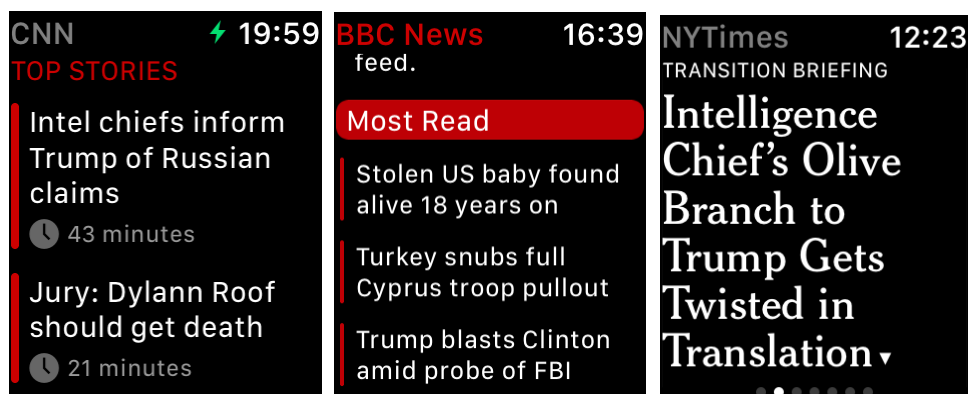 CNN 19:59
TOP STORIES
Intel chiefs inform
Trump of Russian
claims
43 minutes
Jury: Dylann Roof
should get death
21 minutes
BBC News 16:39
feed.
Most Read
Stolen US baby found
alive 18 years on
Turkey snubs full
Cyprus troop pullout
Trump blasts Clinton
amid probe of FBI
NYTimes 12:23
TRANSITION BRIEFING
Intelligence
Chief’s Olive
Branch to
Trump Gets
Twisted in
Translation